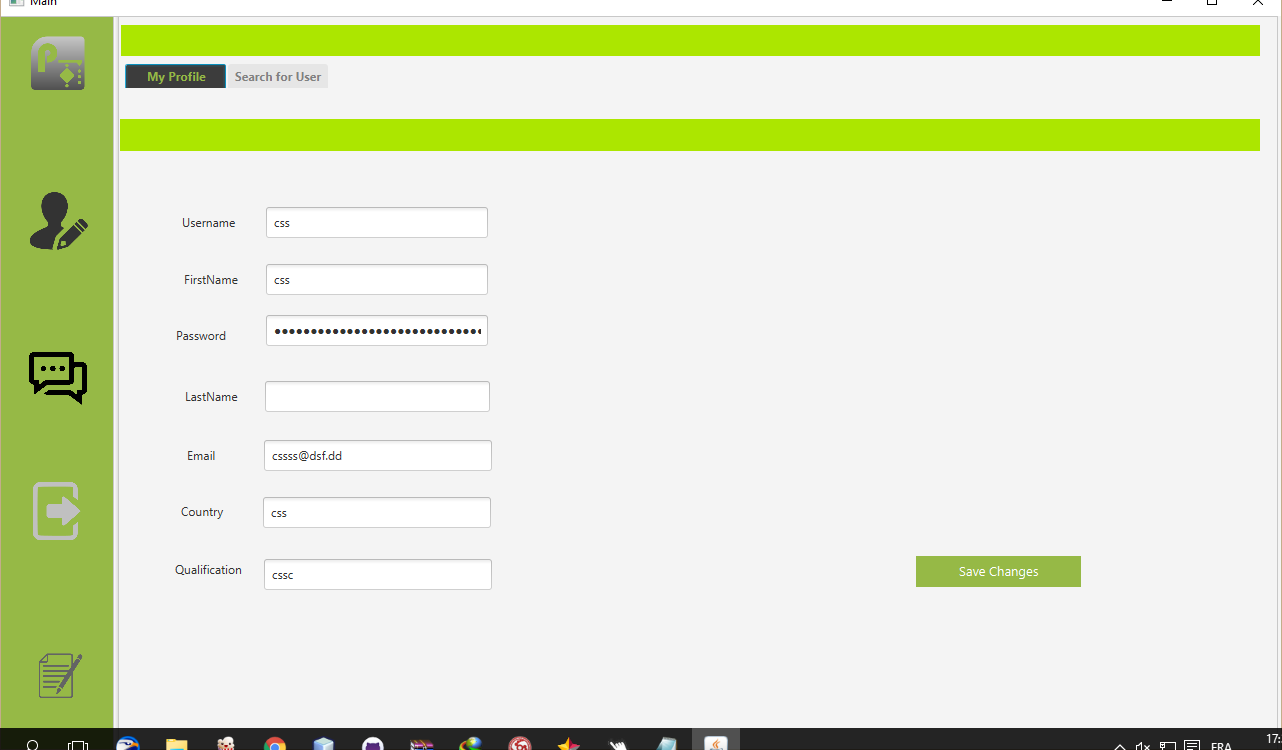 Main
My Profile
Search for User
Username css
FirstName css
Password ••••••••••••••••••••••••••••••
LastName
Email cssss@dsf.dd
Country css
Qualification cssc
Save Changes
FRA